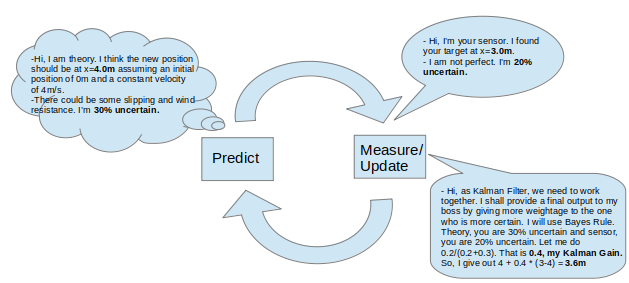 -Hi, I am theory. I think the new position
should be at x=4.0m assuming an initial
position of 0m and a constant velocity
of 4m/s.
-There could be some slipping and wind
resistance. I'm 30% uncertain.
- Hi, I'm your sensor. I found
your target at x=3.0m.
- I am not perfect. I'm 20%
uncertain.
Predict
Measure/
Update
- Hi, as Kalman Filter, we need to work
together. I shall provide a final output to my
boss by giving more weightage to the one
who is more certain. I will use Bayes Rule.
Theory, you are 30% uncertain and sensor,
you are 20% uncertain. Let me do
0.2/(0.2+0.3). That is 0.4, my Kalman Gain.
So, I give out 4 + 0.4 * (3-4) = 3.6m